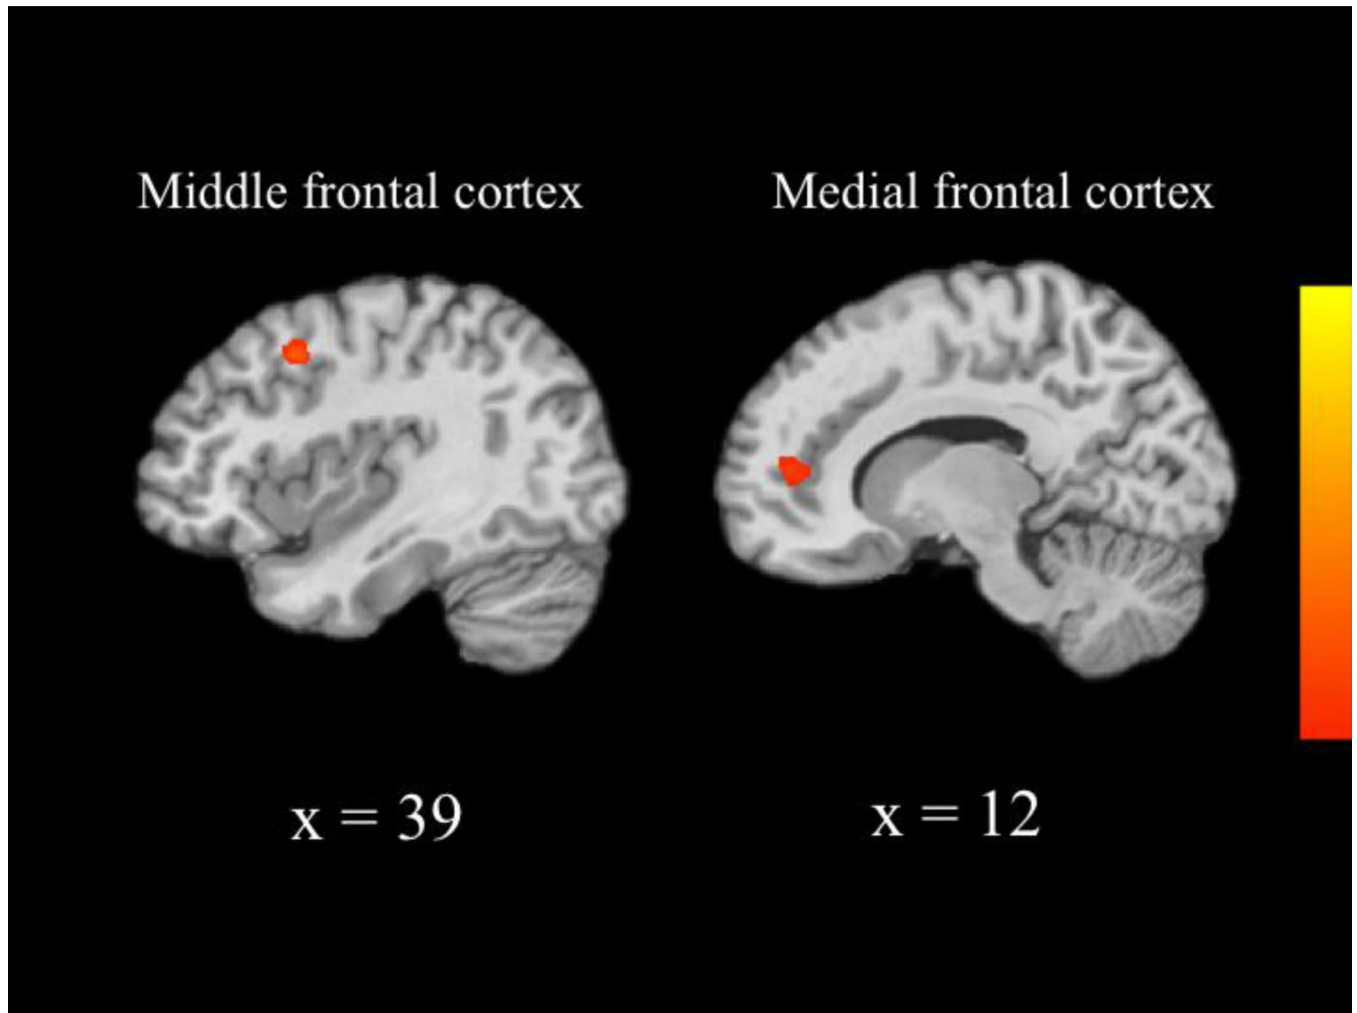 Middle frontal cortex
Medial frontal cortex
x = 39
x = 12